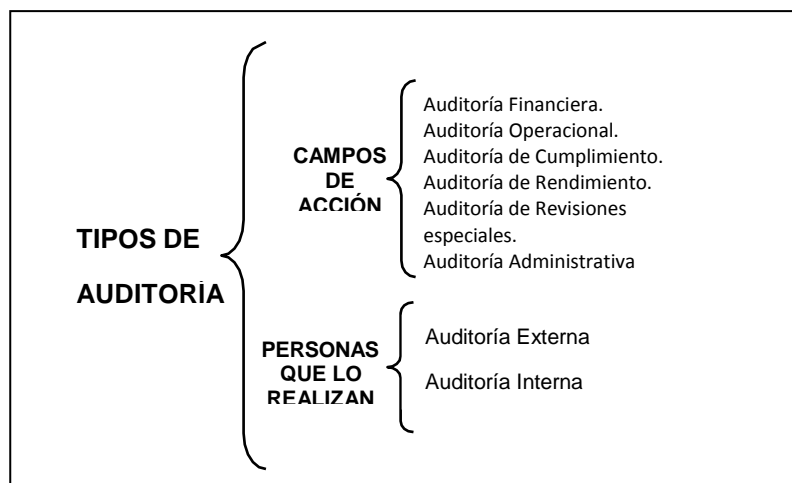 TIPOS DE
AUDITORÍA
CAMPOS
DE
ACCIÓN
Auditoría Financiera.
Auditoría Operacional.
Auditoría de Cumplimiento.
Auditoría de Rendimiento.
Auditoría de Revisiones
especiales.
Auditoría Administrativa
PERSONAS
QUE LO
REALIZAN
Auditoría Externa
Auditoría Interna